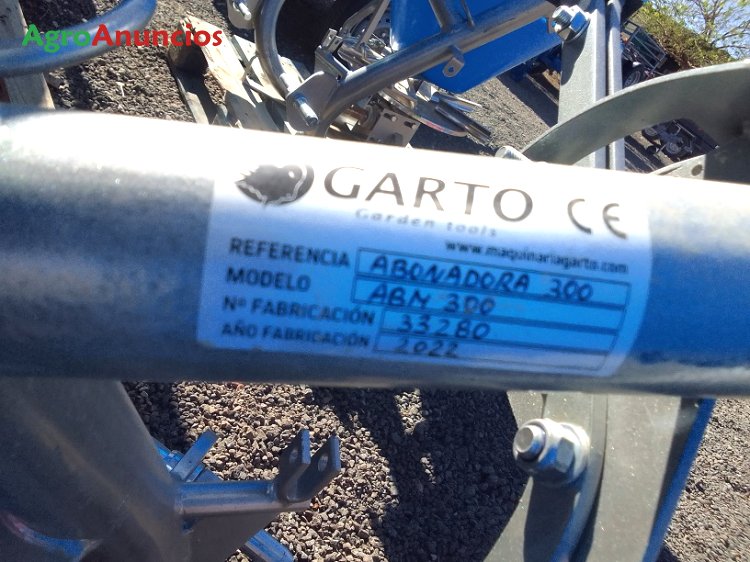 AgroAnuncios
GARTO CE
Garden tools
www.maquinariagarto.com
REFERENCIA ABONADORA 300
MODELO ABN 300
Nº FABRICACIÓN 33280
AÑO FABRICACIÓN 2022